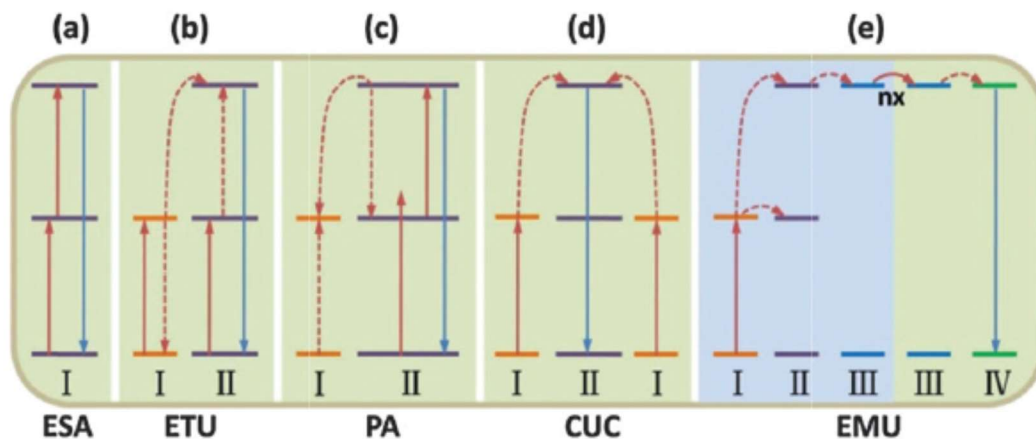 (a) (b) (c) (d) (e)
nx
I I II I II I II I I II III III IV
ESA ETU PA CUC EMU